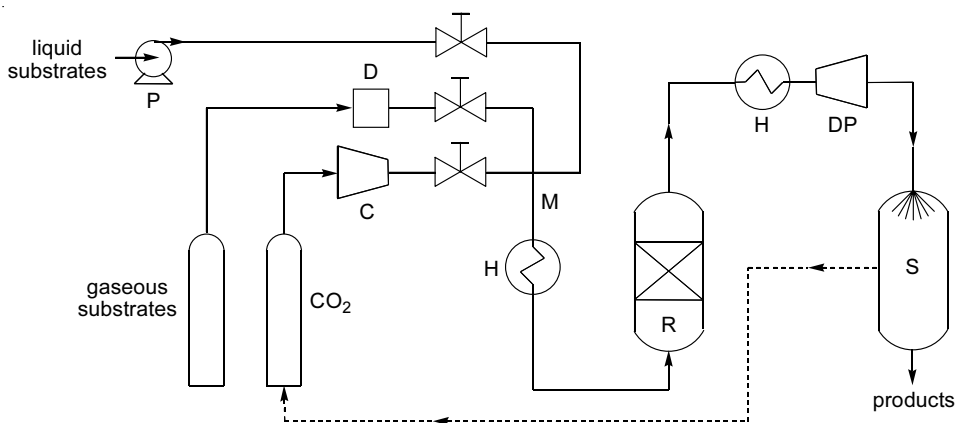 liquid
substrates
P
D
H
DP
C
M
gaseous
substrates
CO₂
H
S
R
products